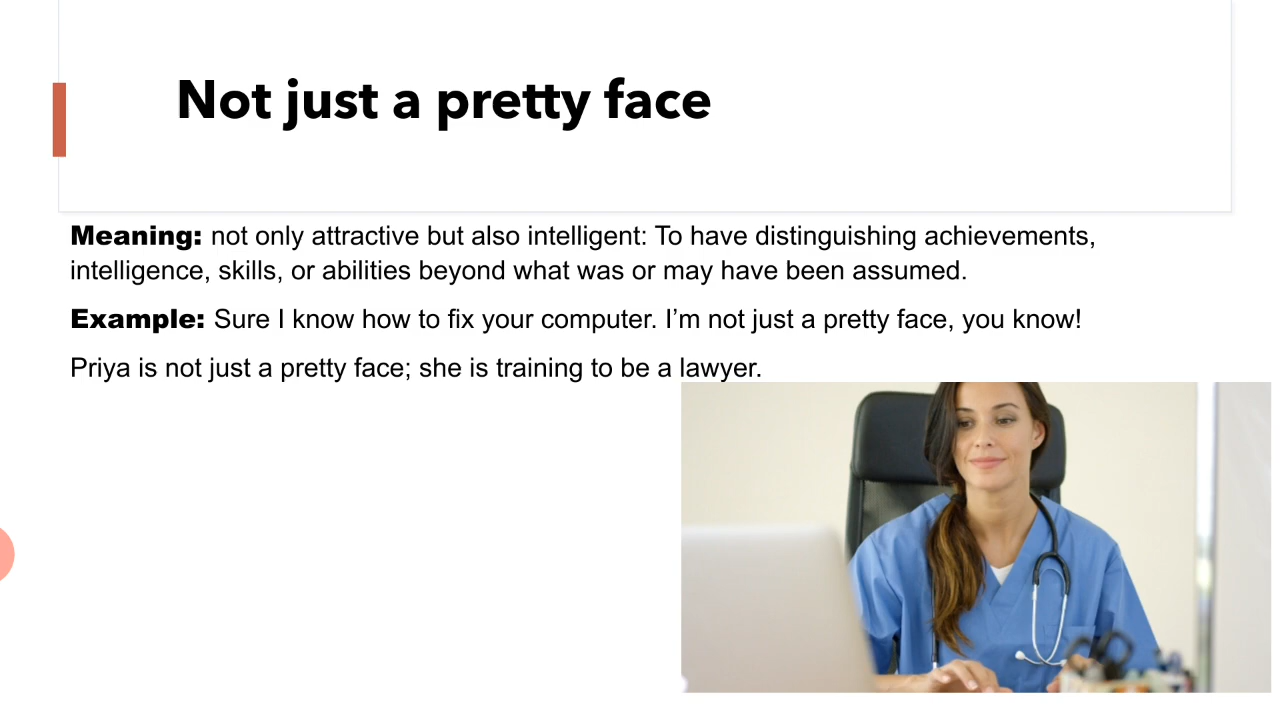 Not just a pretty face
Meaning: not only attractive but also intelligent: To have distinguishing achievements,
intelligence, skills, or abilities beyond what was or may have been assumed.
Example: Sure I know how to fix your computer. I’m not just a pretty face, you know!
Priya is not just a pretty face; she is training to be a lawyer.